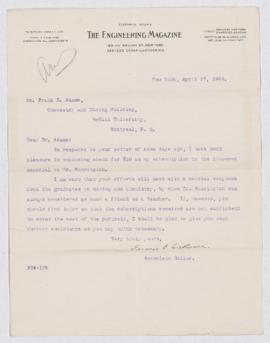 THE ENGINEERING MAGAZINE
New York, April 27, 1908.
Dr. Frank D. Adams,
Chemistry and Mining Building,
McGill University,
Montreal, P. Q.
Dear Dr. Adams:
In response to your letter of some days ago, I have much
pleasure in enclosing check for $10 as my subscription to the proposed
memorial to Mr.
I am sure that your efforts will meet with a cordial response
from the graduates in mining and chemistry, by whom Mr.
always considered as much a friend as a teacher. If, however, you
should find later on that the subscriptions received are not sufficient
to cover the cost of the portrait, I shall be glad to give you such
further assistance as you may think necessary.
Very truly yours,
Associate Editor.